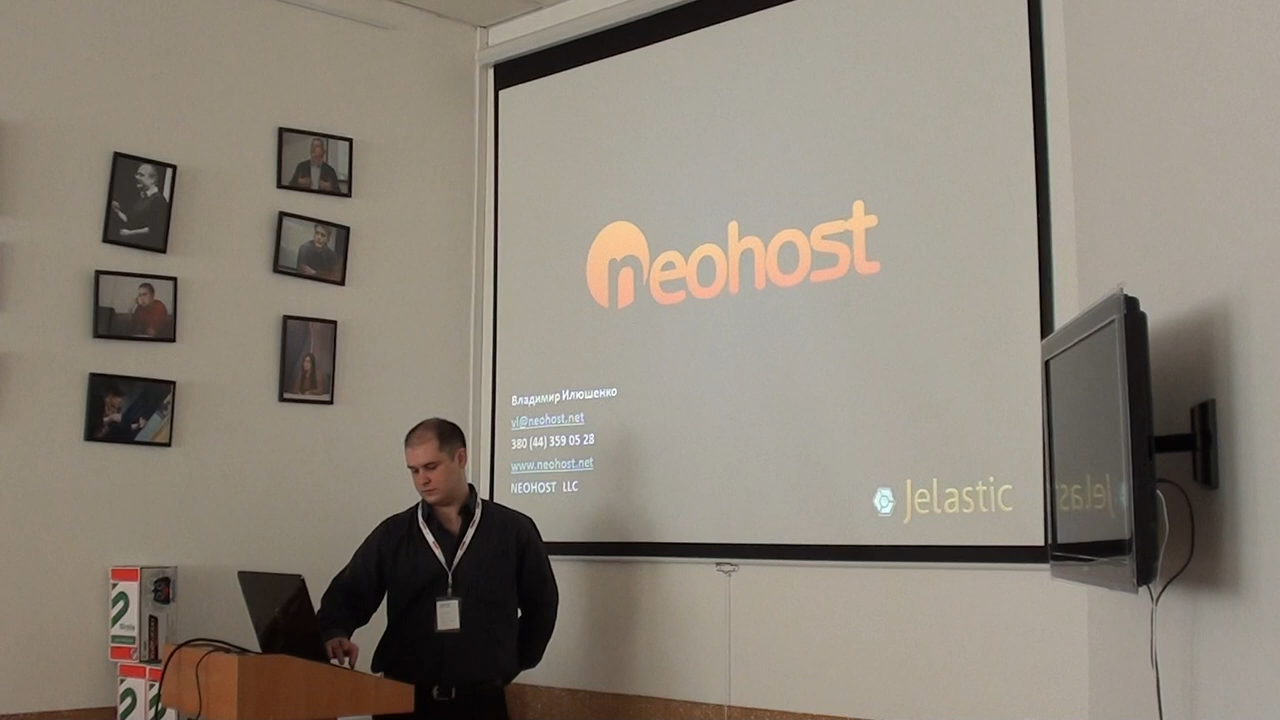 neohost
Владимир Илюшенко
vl@neohost.net
380 (44) 359 05 28
www.neohost.net
NEOHOST LLC
Jelastic